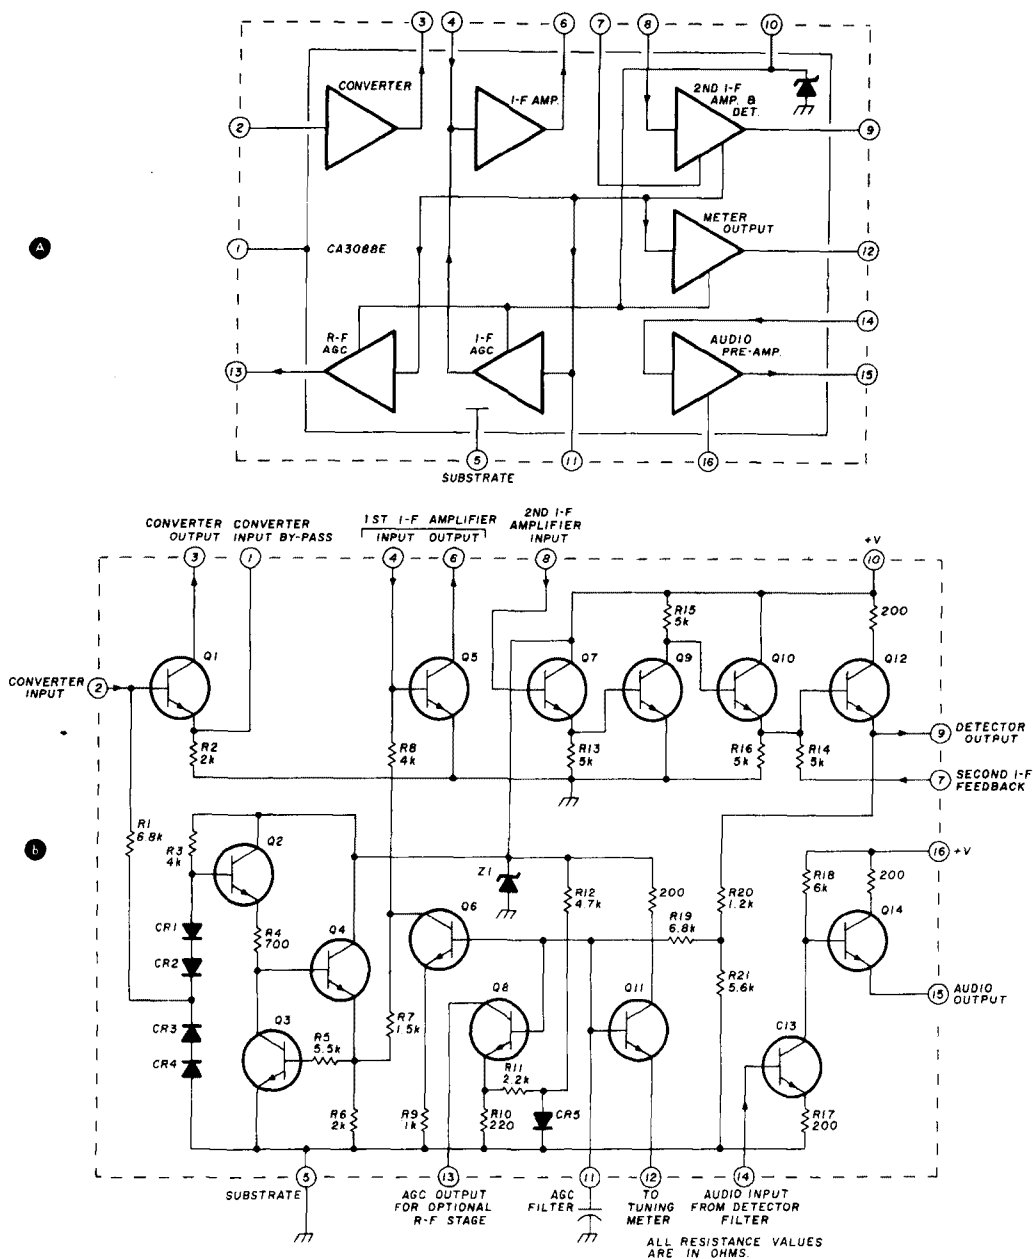 3 4 6 7 8 10
CONVERTER
I-F AMP.
2ND I-F
AMP. &
DET.
2
9
METER
OUTPUT
A
1
CA3088E
12
14
R-F
AGC
I-F
AGC
AUDIO
PRE-AMP.
13
15
5
11
16
SUBSTRATE
CONVERTER
OUTPUT
CONVERTER
INPUT BY-PASS
1ST I-F AMPLIFIER
INPUT OUTPUT
2ND I-F
AMPLIFIER
INPUT
+V
3 1 4 6 8 10
R15
5k
200
Q1
Q5
Q7
Q9
Q10
Q12
CONVERTER
INPUT
2
R2
2k
R8
4k
R13
5k
R16
5k
R14
5k
9
DETECTOR
OUTPUT
7
SECOND I-F
FEEDBACK
b
R1
6.8k
R3
4k
Q2
Z1
R12
4.7k
200
R20
1.2k
R18
6k
16 +V
200
Q14
CR1
R4
700
Q4
Q6
R19
6.8k
CR2
R21
5.6k
15
AUDIO
OUTPUT
Q3
R7
1.5k
Q8
Q11
C13
CR3
R5
5.5k
R11
2.2k
CR4
R6
2k
R9
1k
R10
220
CR5
R17
200
5
13
11
12
14
SUBSTRATE
AGC OUTPUT
FOR OPTIONAL
R-F STAGE
AGC
FILTER
TO
TUNING
METER
AUDIO INPUT
FROM DETECTOR
FILTER
ALL RESISTANCE VALUES
ARE IN OHMS.